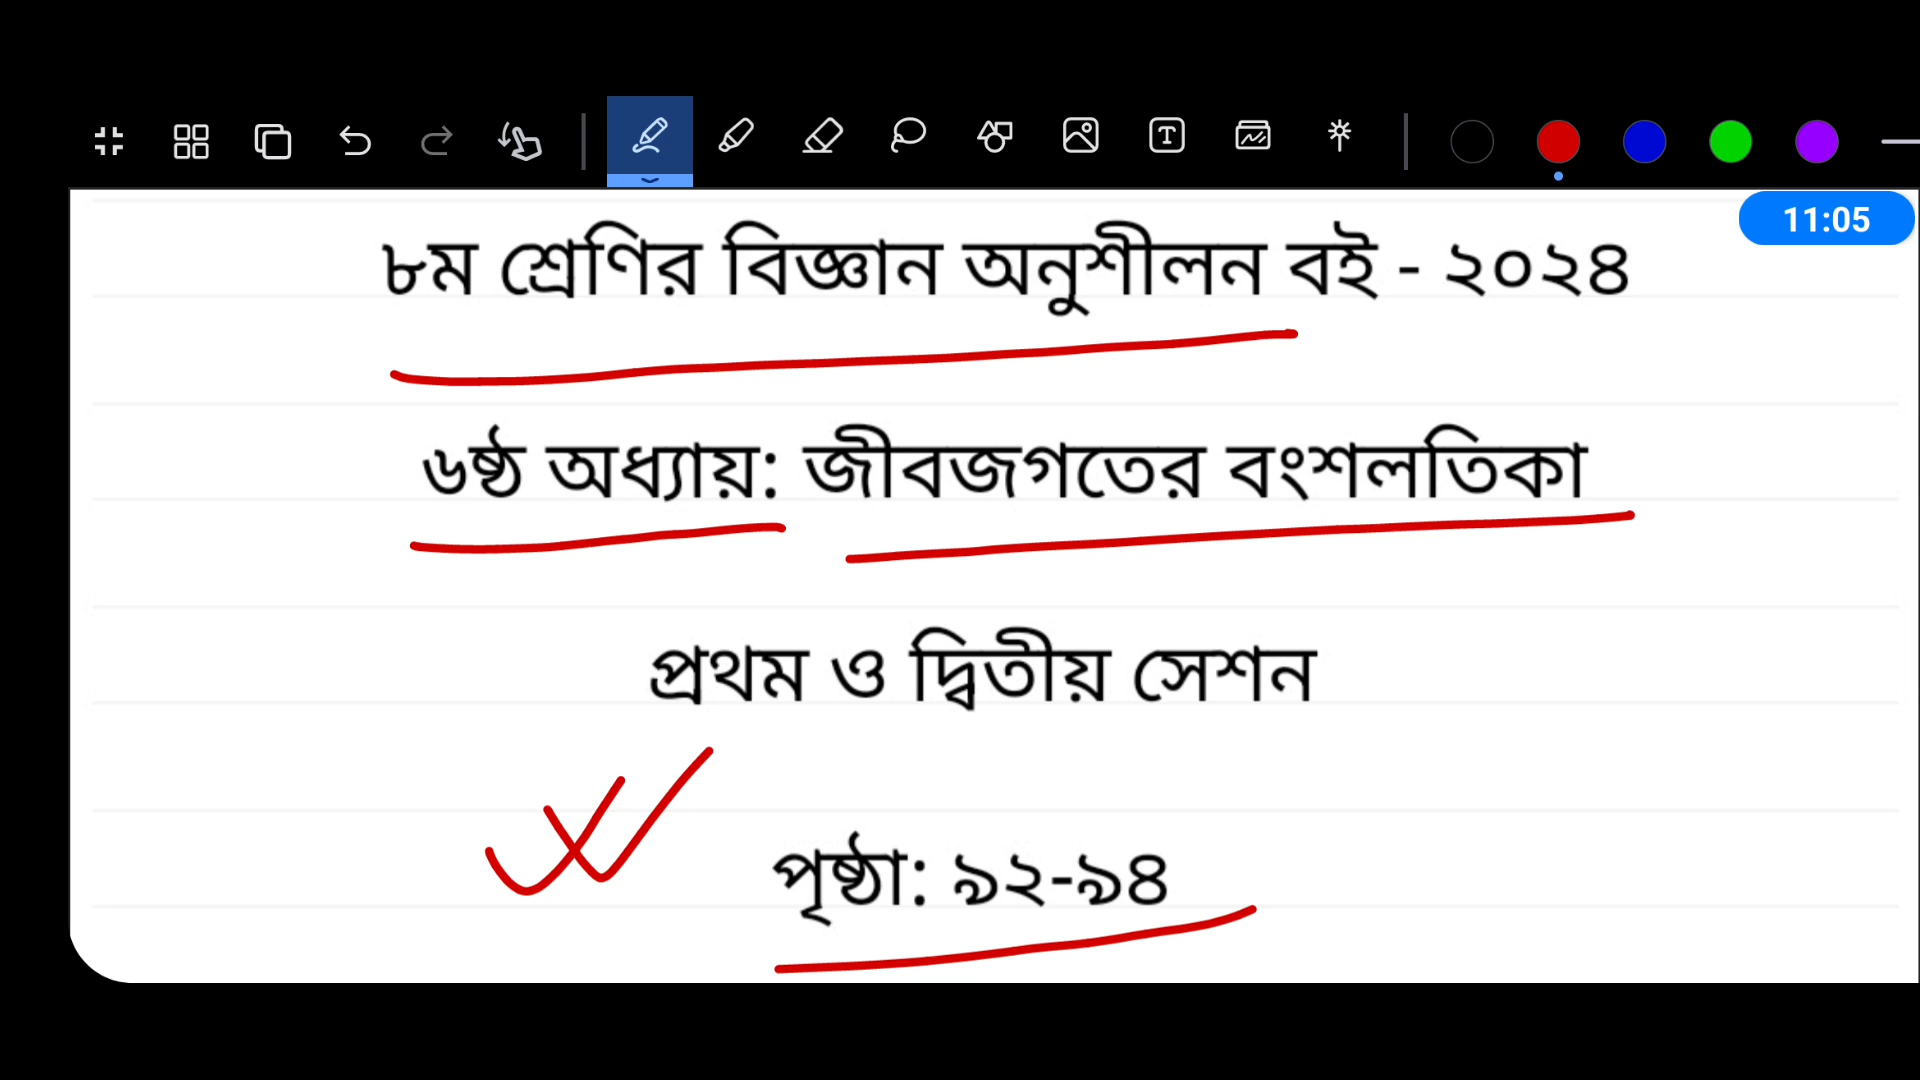 11:05
৮ম শ্রেণির বিজ্ঞান অনুশীলন বই - ২০২৪
৬ষ্ঠ অধ্যায়: জীবজগতের বংশলতিকা
প্রথম ও দ্বিতীয় সেশন
পৃষ্ঠা: ৯২-৯৪